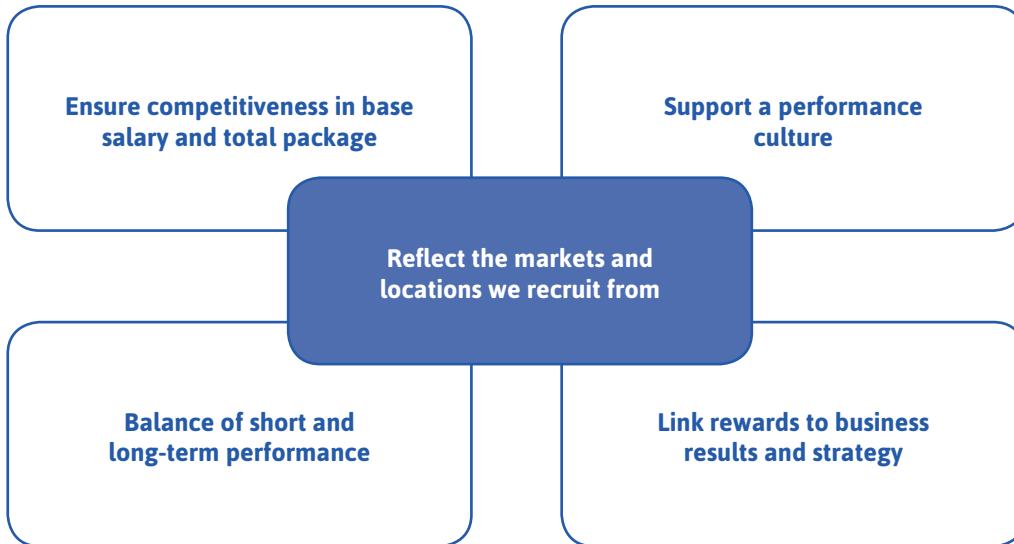 Ensure competitiveness in base
salary and total package
Support a performance
culture
Reflect the markets and
locations we recruit from
Balance of short and
long-term performance
Link rewards to business
results and strategy